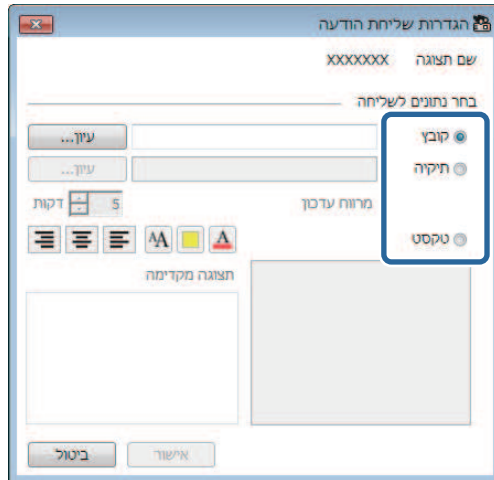 הגדרות שליחת הודעה
שם תצוגה XXXXXXX
בחר נתונים לשליחה
קובץ עיון...
תיקיה עיון...
מרווח עדכון 5 דקות
טקסט A AA
תצוגה מקדימה
אישור ביטול